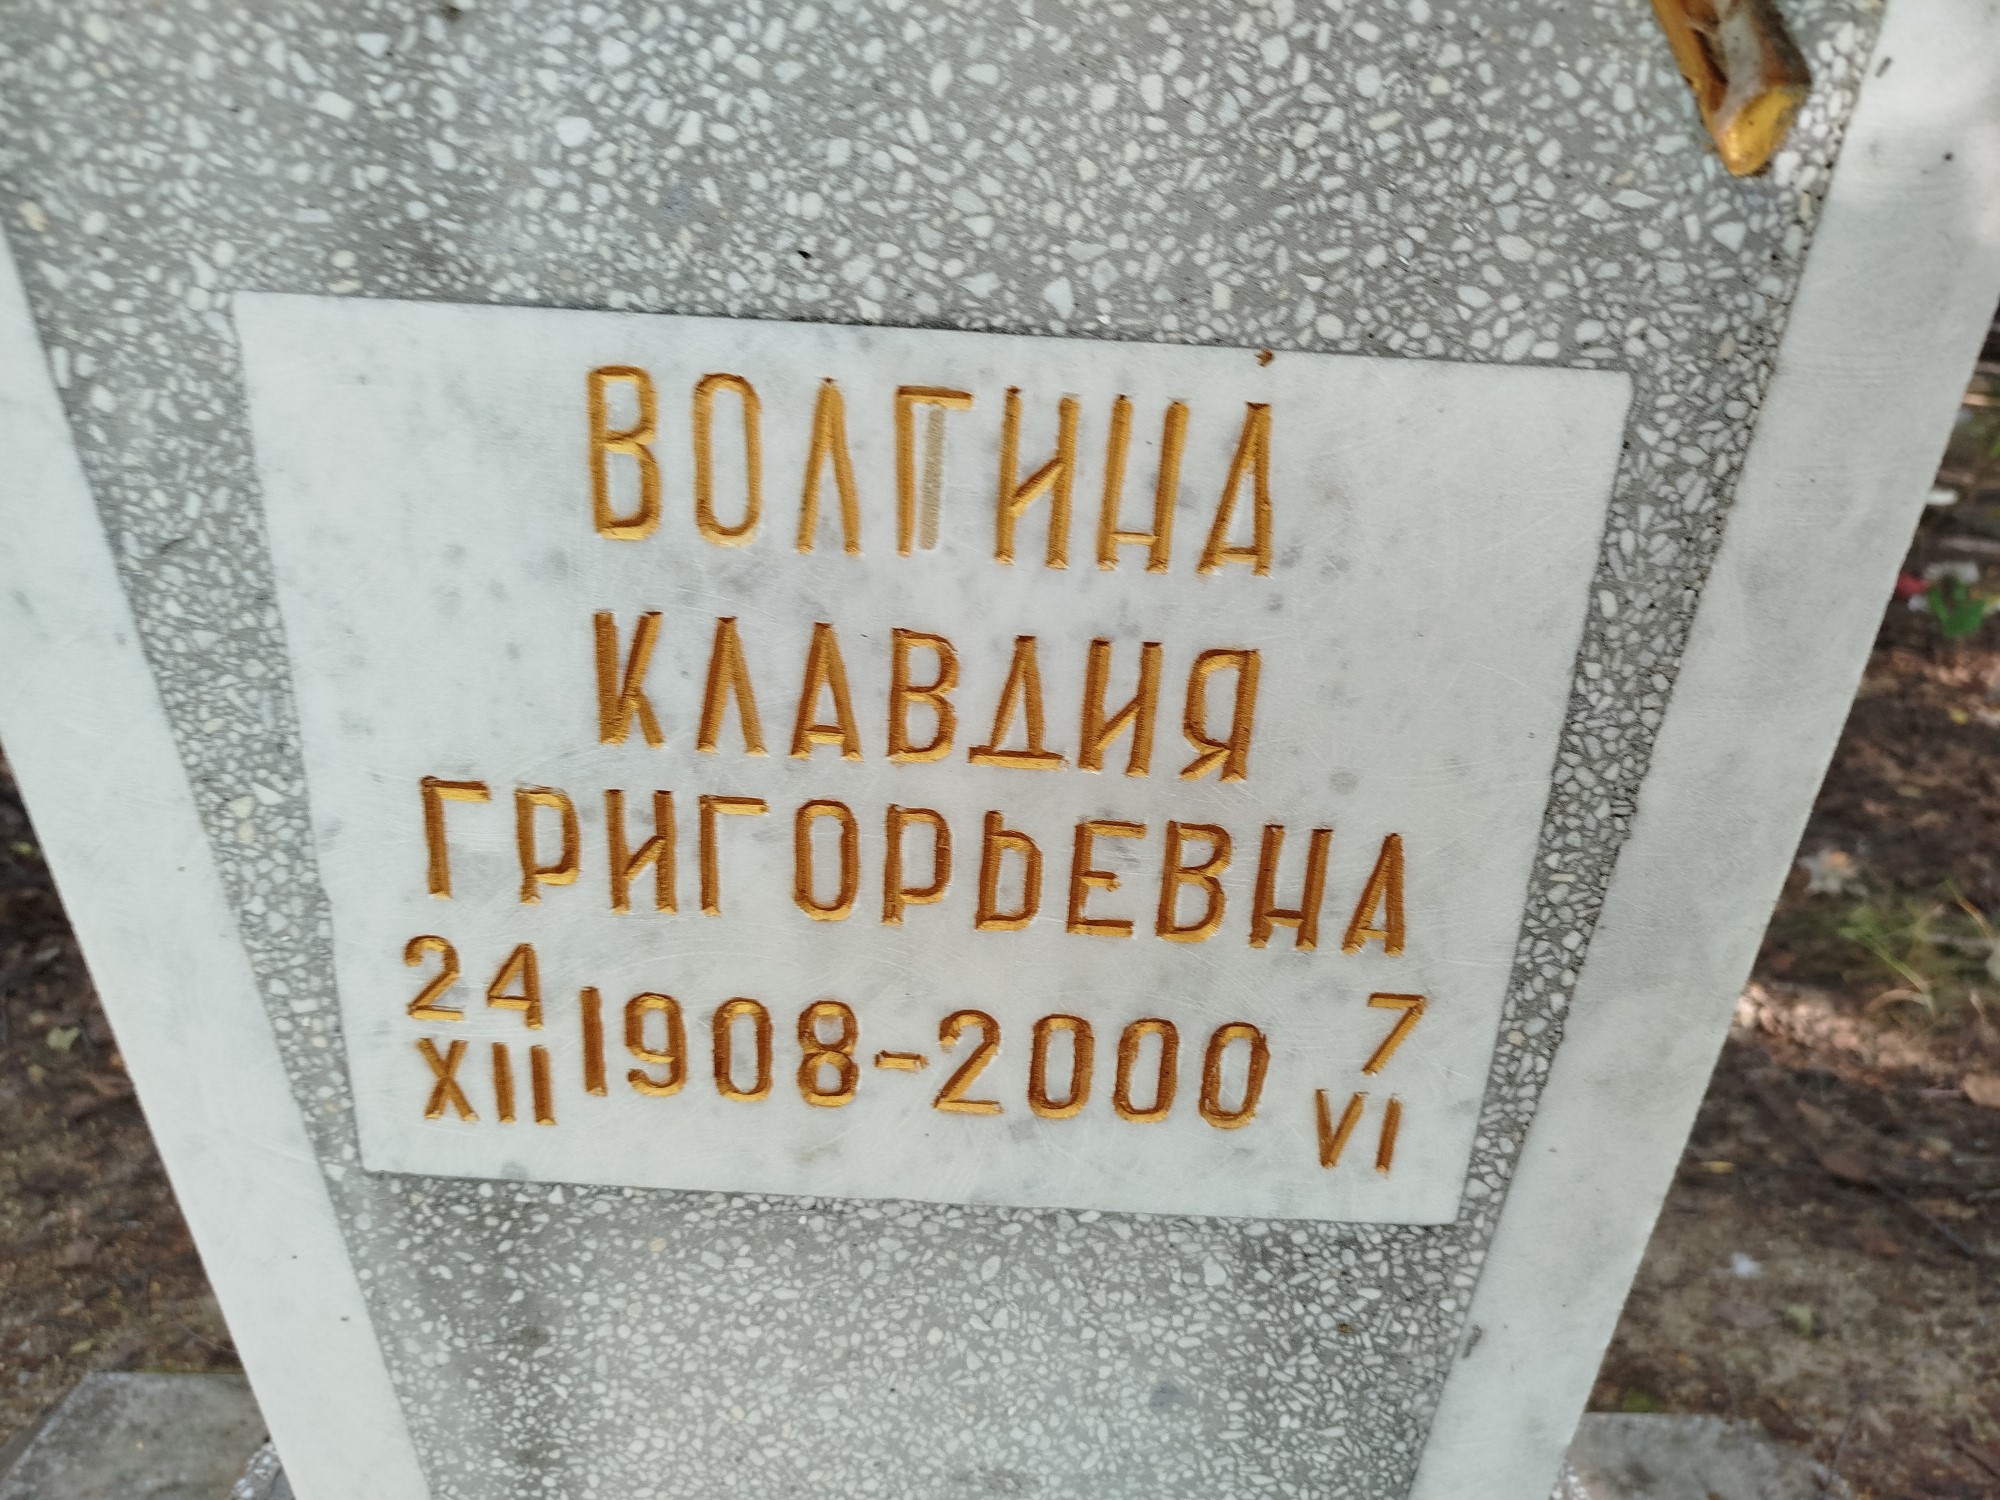 ВОЛГИНА
КЛАВДИЯ
ГРИГОРЬЕВНА
24 XII 1908-2000 7 VI